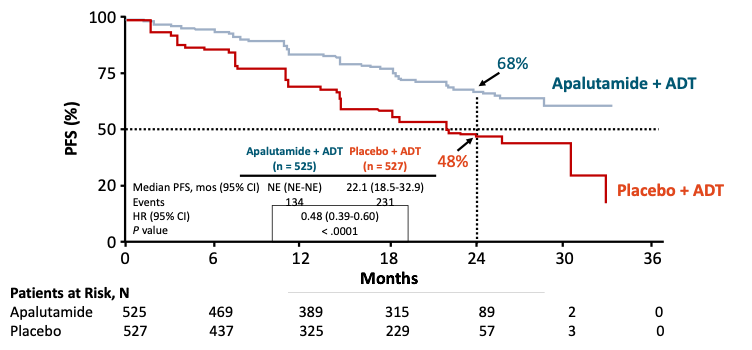 100
75
50
20
0
PFS (%)
68%
Apalutamide + ADT
48%
Placebo + ADT
Apalutamide + ADT Placebo + ADT
(n = 525) (n = 527)
Median PFS, mos (95% CI) NE (NE-NE) 22.1 (18.5-32.9)
Events 134 231
HR (95% CI) 0.48 (0.39-0.60)
P value < .0001
0 6 12 18 24 30 36
Months
Patients at Risk, N
Apalutamide 525 469 389 315 89 2 0
Placebo 527 437 325 229 57 3 0